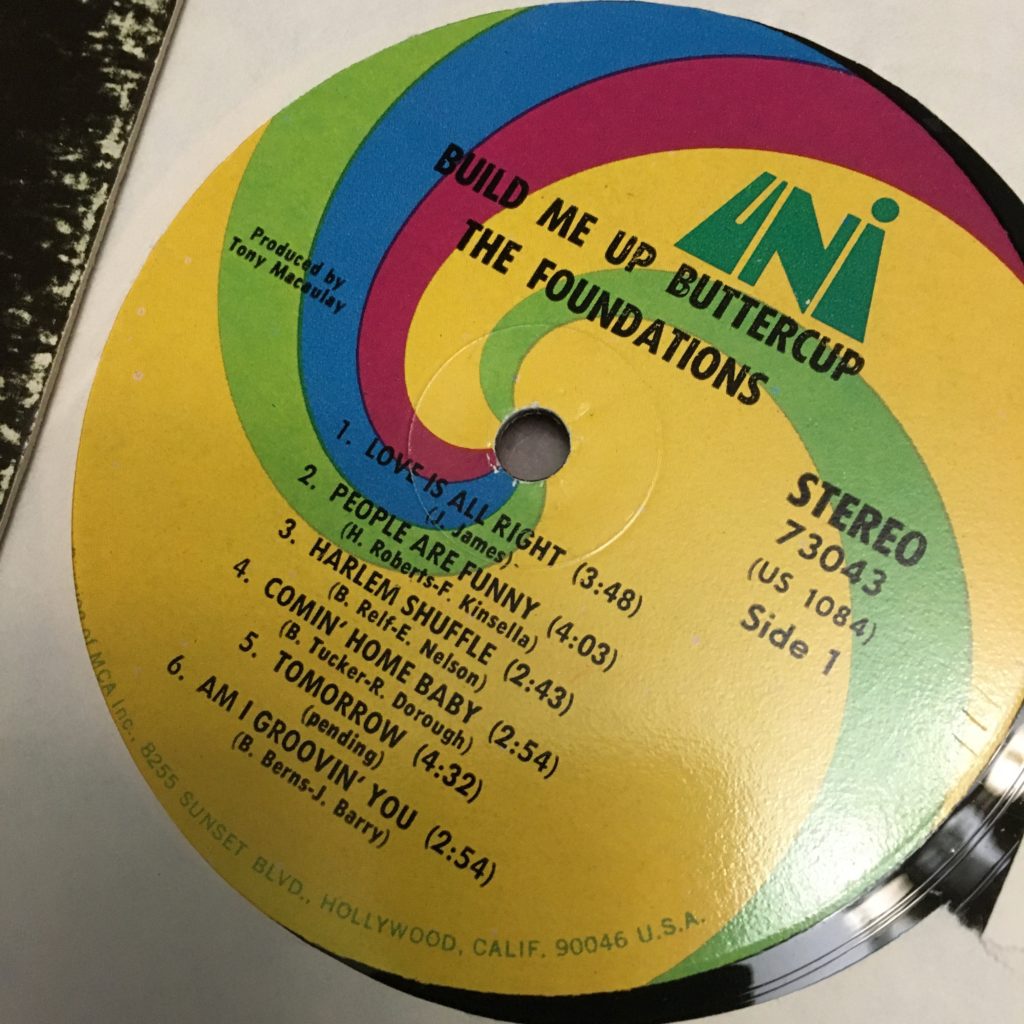 UNI
BUILD ME UP BUTTERCUP
THE FOUNDATIONS
Produced by
Tony Macaulay
STEREO
73043
(US 1084)
Side 1
1. LOVE IS ALL RIGHT (3:48)
(J. James)
2. PEOPLE ARE FUNNY (4:03)
(H. Roberts-F. Kinsella)
3. HARLEM SHUFFLE (2:43)
(B. Relf-E. Nelson)
4. COMIN' HOME BABY (2:54)
(B. Tucker-R. Dorough)
5. TOMORROW (4:32)
(pending)
6. AM I GROOVIN' YOU (2:54)
(B. Berns-J. Barry)
of MCA Inc., 8255 SUNSET BLVD., HOLLYWOOD, CALIF. 90046 U.S.A.